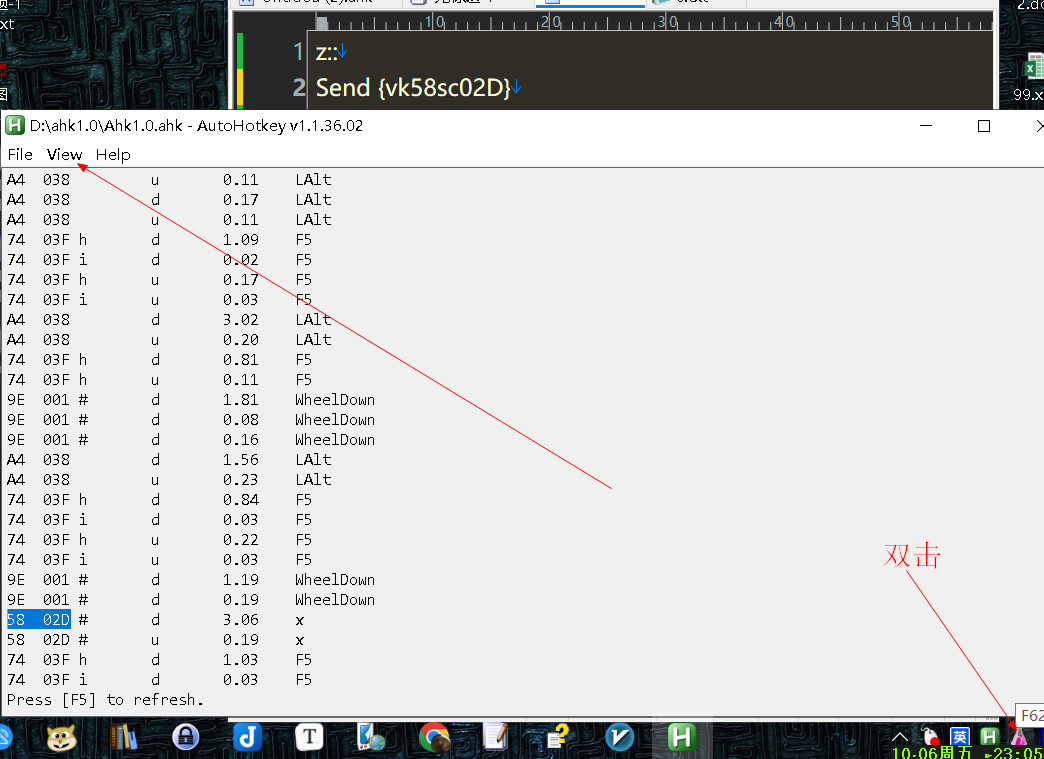 10 20 30 40 50
1 z::↓
2 Send {vk58sc02D}↓
99.x
D:\ahk1.0\Ahk1.0.ahk - AutoHotkey v1.1.36.02
File View Help
A4 038 u 0.11 LAlt
A4 038 d 0.17 LAlt
A4 038 u 0.11 LAlt
74 03F h d 1.09 F5
74 03F i d 0.02 F5
74 03F h u 0.17 F5
74 03F i u 0.03 F5
A4 038 d 3.02 LAlt
A4 038 u 0.20 LAlt
74 03F h d 0.81 F5
74 03F h u 0.11 F5
9E 001 # d 1.81 WheelDown
9E 001 # d 0.08 WheelDown
9E 001 # d 0.16 WheelDown
A4 038 d 1.56 LAlt
A4 038 u 0.23 LAlt
74 03F h d 0.84 F5
74 03F i d 0.03 F5
74 03F h u 0.22 F5
74 03F i u 0.03 F5
9E 001 # d 1.19 WheelDown
9E 001 # d 0.19 WheelDown
58 02D # d 3.06 x
58 02D # u 0.19 x
74 03F h d 1.03 F5
74 03F i d 0.03 F5
Press [F5] to refresh.
双击
F62
英
10-06周五 23:05